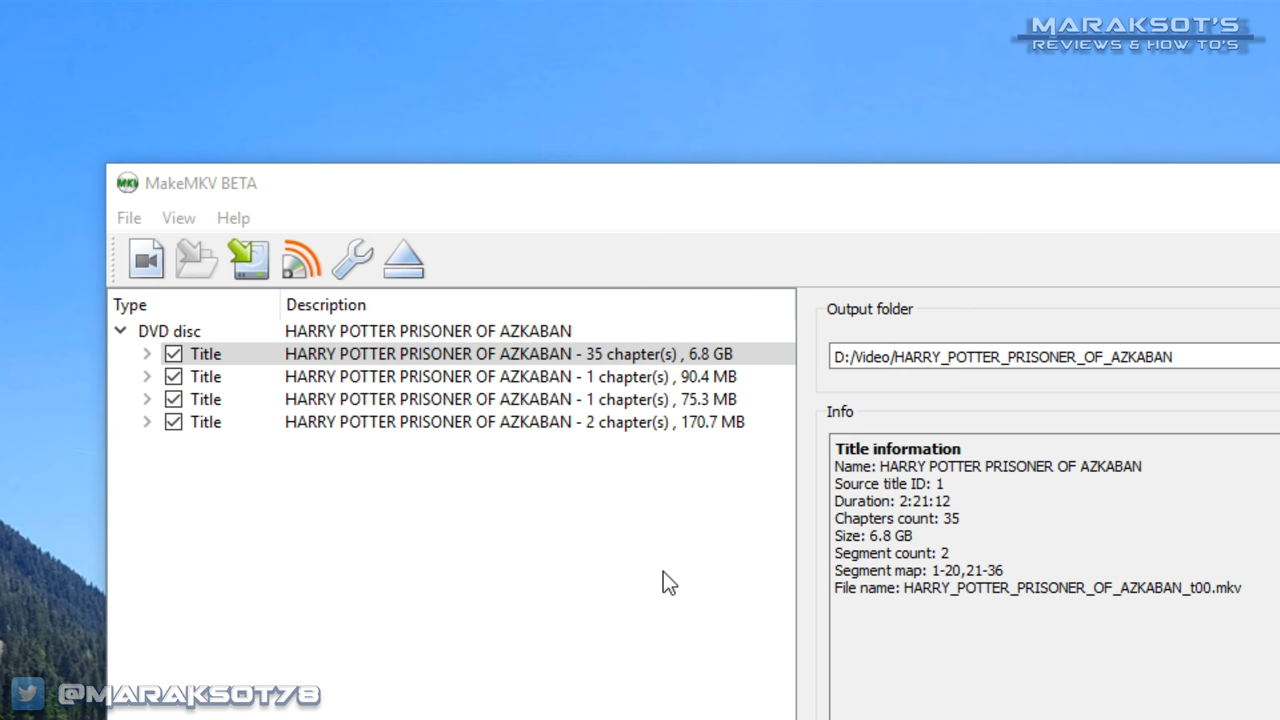 MARAKSOT'S
REVIEWS & HOW TO'S
MKV MakeMKV BETA
File View Help
Type Description
DVD disc HARRY POTTER PRISONER OF AZKABAN
Title HARRY POTTER PRISONER OF AZKABAN - 35 chapter(s) , 6.8 GB
Title HARRY POTTER PRISONER OF AZKABAN - 1 chapter(s) , 90.4 MB
Title HARRY POTTER PRISONER OF AZKABAN - 1 chapter(s) , 75.3 MB
Title HARRY POTTER PRISONER OF AZKABAN - 2 chapter(s) , 170.7 MB
Output folder
D:/Video/HARRY_POTTER_PRISONER_OF_AZKABAN
Info
Title information
Name: HARRY POTTER PRISONER OF AZKABAN
Source title ID: 1
Duration: 2:21:12
Chapters count: 35
Size: 6.8 GB
Segment count: 2
Segment map: 1-20,21-36
File name: HARRY_POTTER_PRISONER_OF_AZKABAN_t00.mkv
@MARAKSOT78